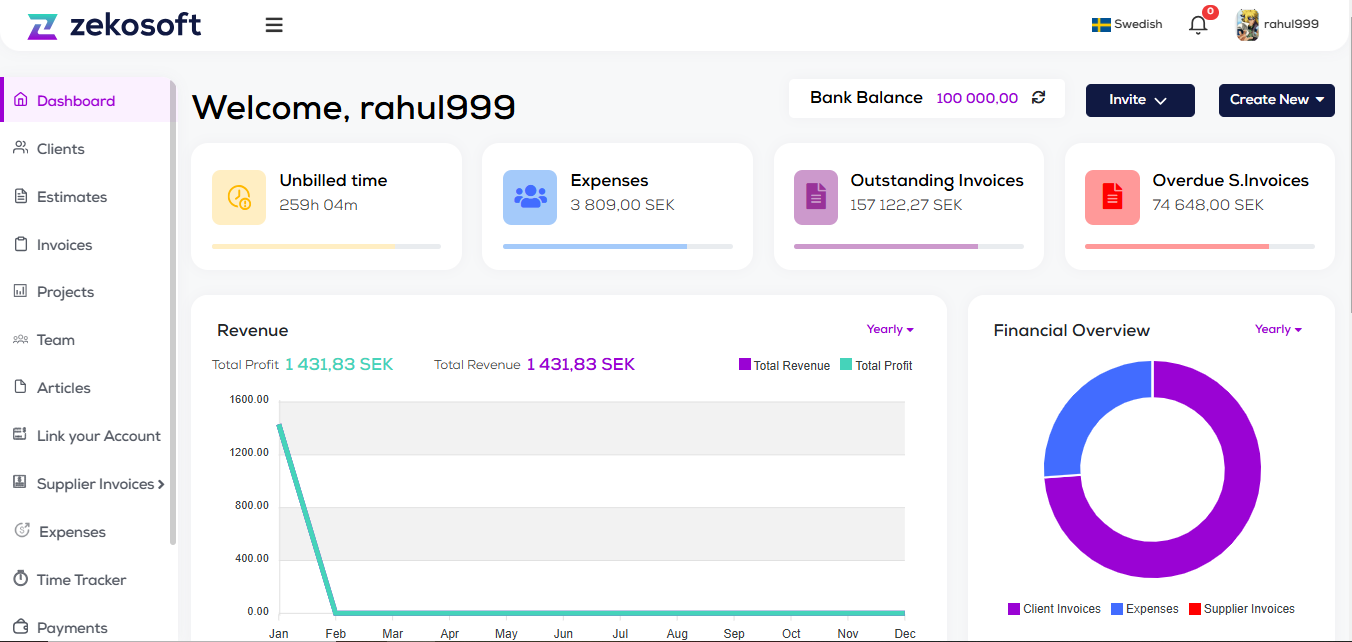 zekosoft
Swedish
0
rahul999
Dashboard
Clients
Estimates
Invoices
Projects
Team
Articles
Link your Account
Supplier Invoices
Expenses
Time Tracker
Payments
Welcome, rahul999
Bank Balance 100 000,00
Invite
Create New
Unbilled time
259h 04m
Expenses
3 809,00 SEK
Outstanding Invoices
157 122,27 SEK
Overdue S.Invoices
74 648,00 SEK
Revenue
Yearly
Total Profit 1 431,83 SEK
Total Revenue 1 431,83 SEK
Total Revenue
Total Profit
1600.00
1200.00
800.00
400.00
0.00
Jan Feb Mar Apr May Jun Jul Aug Sep Oct Nov Dec
Financial Overview
Yearly
Client Invoices Expenses Supplier Invoices